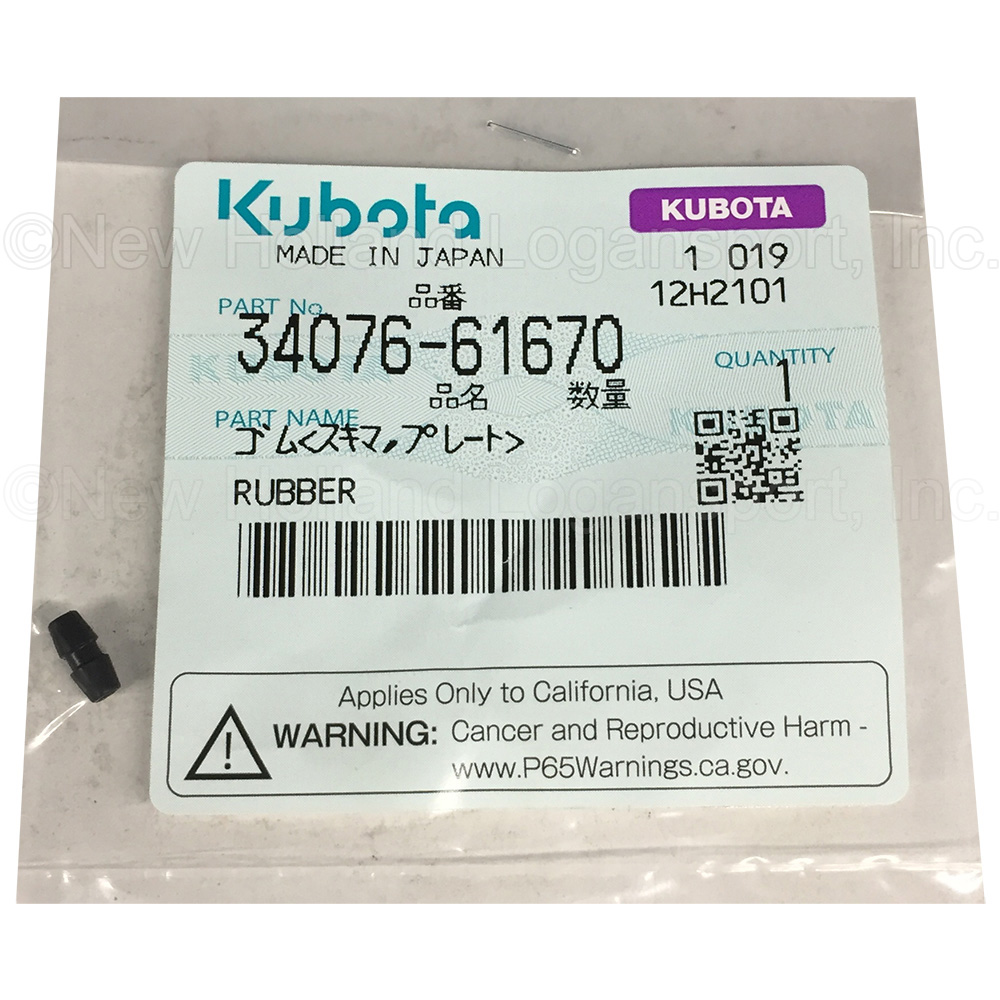 Kubota
KUBOTA
MADE IN JAPAN
1 019
12H2101
品番
PART No.
34076-61670
QUANTITY
1
品名 数量
PART NAME
ゴム<スキマ,プレート>
RUBBER
Applies Only to California, USA
WARNING: Cancer and Reproductive Harm -
www.P65Warnings.ca.gov.
©New Holland Logansport, Inc.
©New Holland Logansport, Inc.
KUBOTA
KUBOTA